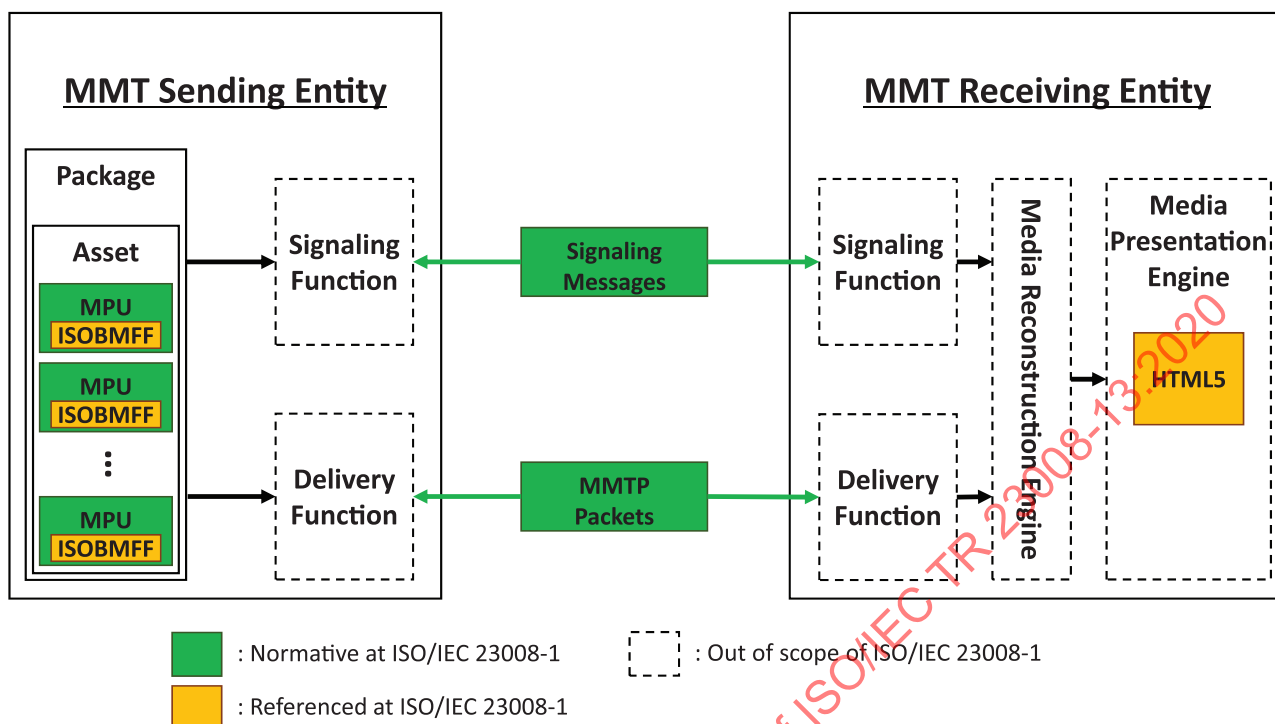 MMT Sending Entity
Package
Asset
MPU
ISOBMFF
MPU
ISOBMFF
⋮
MPU
ISOBMFF
Signaling
Function
Delivery
Function
Signaling
Messages
MMTP
Packets
MMT Receiving Entity
Signaling
Function
Delivery
Function
Media Reconstruction Engine
Media
Presentation
Engine
HTML5
: Normative at ISO/IEC 23008-1
: Referenced at ISO/IEC 23008-1
: Out of scope of ISO/IEC 23008-1
of ISO/IEC TR 23008-13:2020